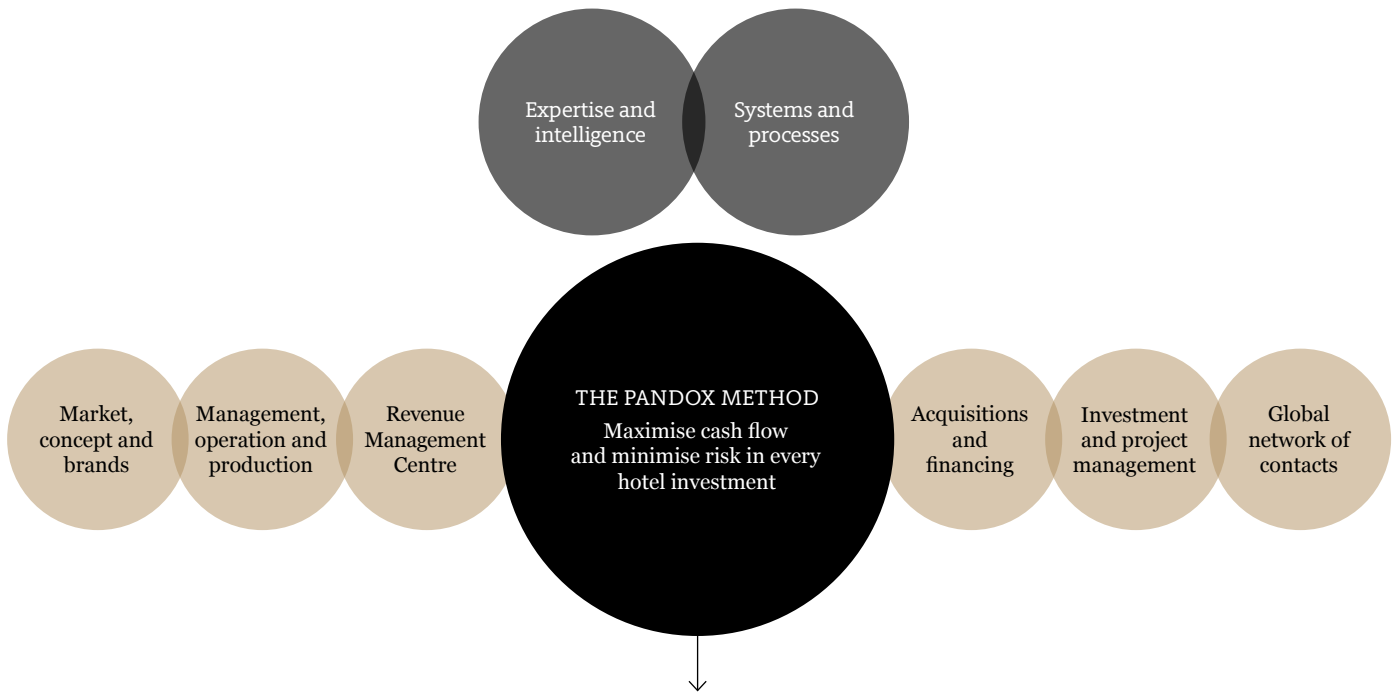 Expertise and
intelligence
Systems and
processes
Market,
concept and
brands
Management,
operation and
production
Revenue
Management
Centre
THE PANDOX METHOD
Maximise cash flow
and minimise risk in every
hotel investment
Acquisitions
and
financing
Investment
and project
management
Global
network of
contacts